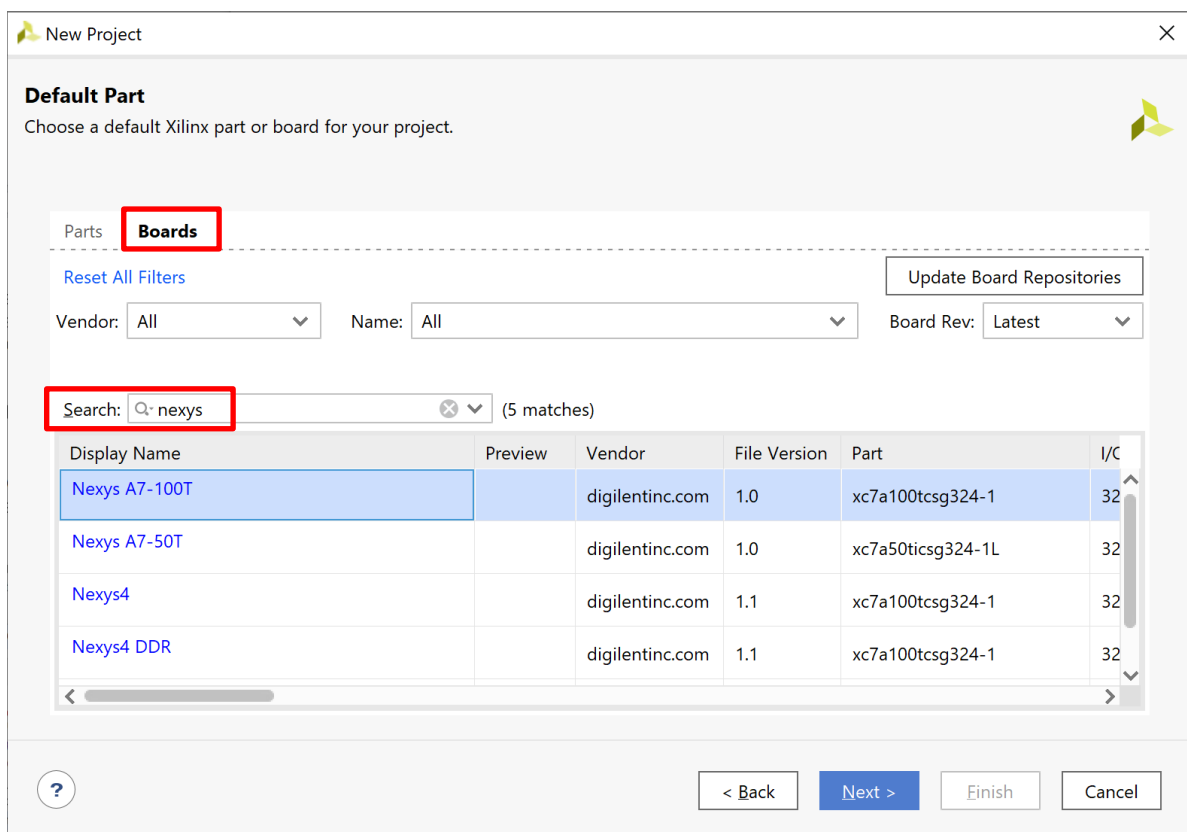 New Project
Default Part
Choose a default Xilinx part or board for your project.
Parts Boards
Reset All Filters Update Board Repositories
Vendor: All Name: All Board Rev: Latest
Search: nexys (5 matches)
Display Name Preview Vendor File Version Part I/O
Nexys A7-100T digilentinc.com 1.0 xc7a100tcsg324-1 32
Nexys A7-50T digilentinc.com 1.0 xc7a50ticsg324-1L 32
Nexys4 digilentinc.com 1.1 xc7a100tcsg324-1 32
Nexys4 DDR digilentinc.com 1.1 xc7a100tcsg324-1 32
? < Back Next > Finish Cancel